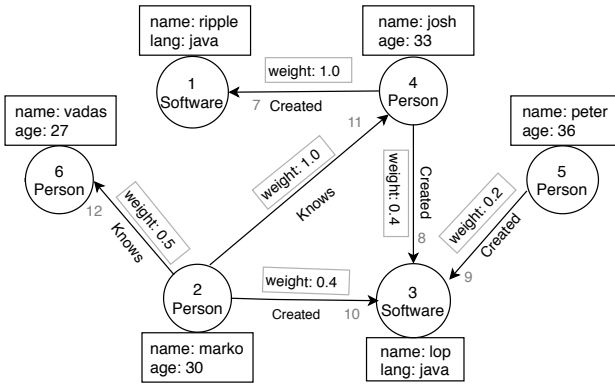 name: ripple
lang: java
name: josh
age: 33
1
Software
weight: 1.0
7
Created
4
Person
name: vadas
age: 27
11
name: peter
age: 36
6
Person
12
weight: 0.5
Knows
weight: 1.0
Knows
Created
weight: 0.4
8
5
Person
weight: 0.2
Created
9
2
Person
weight: 0.4
Created
10
3
Software
name: marko
age: 30
name: lop
lang: java